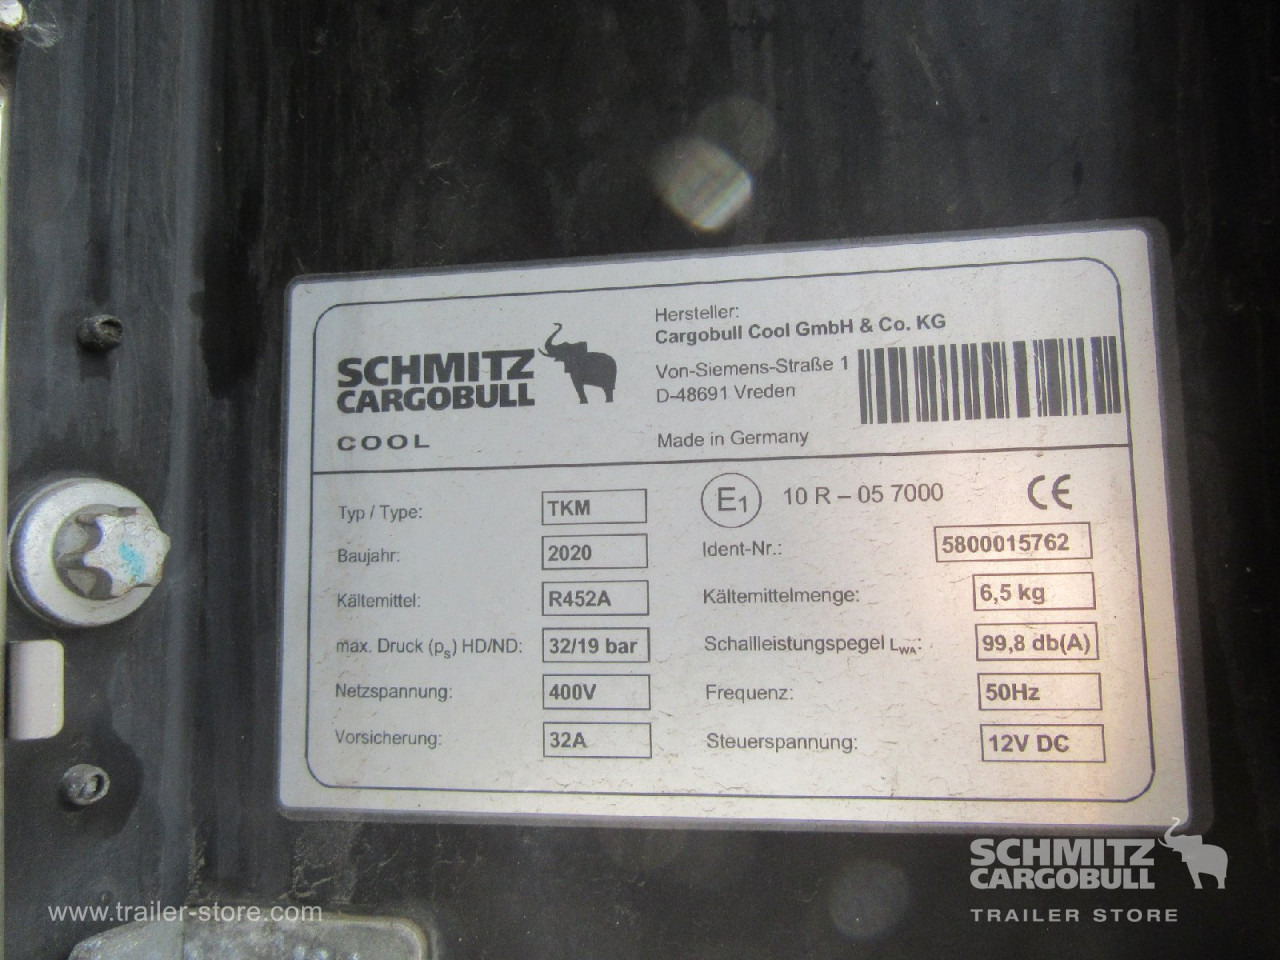 SCHMITZ
CARGOBULL
COOL
Hersteller:
Cargobull Cool GmbH & Co. KG
Von-Siemens-Straße 1
D-48691 Vreden
Made in Germany
Typ / Type: TKM
E1 10 R – 05 7000 CE
Baujahr: 2020
Ident-Nr.: 5800015762
Kältemittel: R452A
Kältemittelmenge: 6,5 kg
max. Druck (ps) HD/ND: 32/19 bar
Schallleistungspegel LWA: 99,8 db(A)
Netzspannung: 400V
Frequenz: 50Hz
Vorsicherung: 32A
Steuerspannung: 12V DC
www.trailer-store.com
SCHMITZ
CARGOBULL
TRAILER STORE